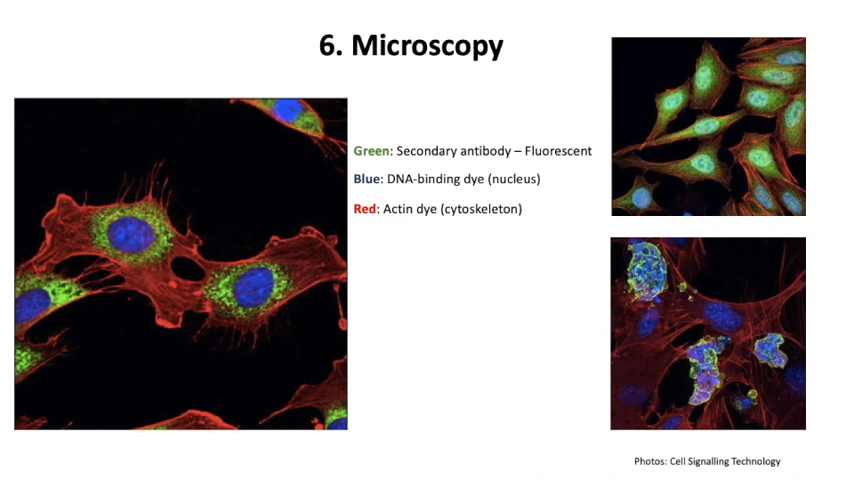 6. Microscopy
Green: Secondary antibody – Fluorescent
Blue: DNA-binding dye (nucleus)
Red: Actin dye (cytoskeleton)
Photos: Cell Signalling Technology